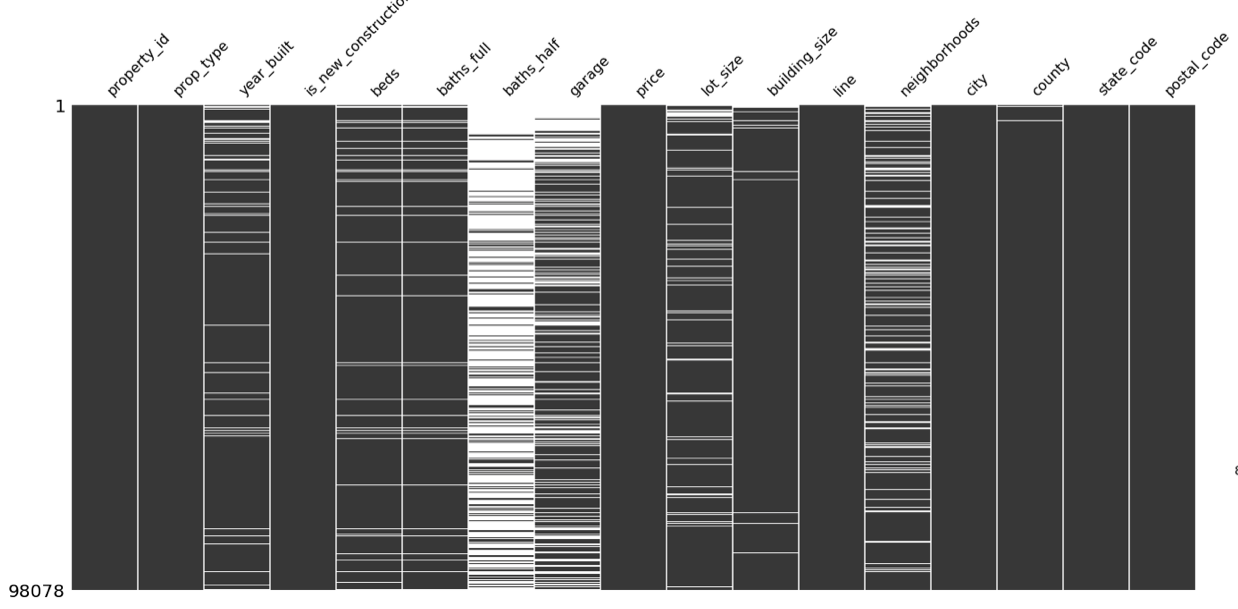 property_id
prop_type
year_built
is_new_construction
beds
baths_full
baths_half
garage
price
lot_size
building_size
line
neighborhoods
city
county
state_code
postal_code
1
98078